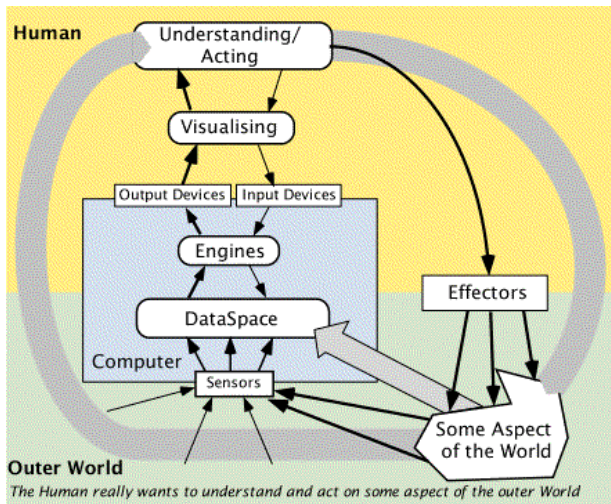 Human
Understanding/
Acting
Visualising
Output Devices
Input Devices
Engines
Effectors
DataSpace
Computer
Sensors
Some Aspect
of the World
Outer World
The Human really wants to understand and act on some aspect of the outer World